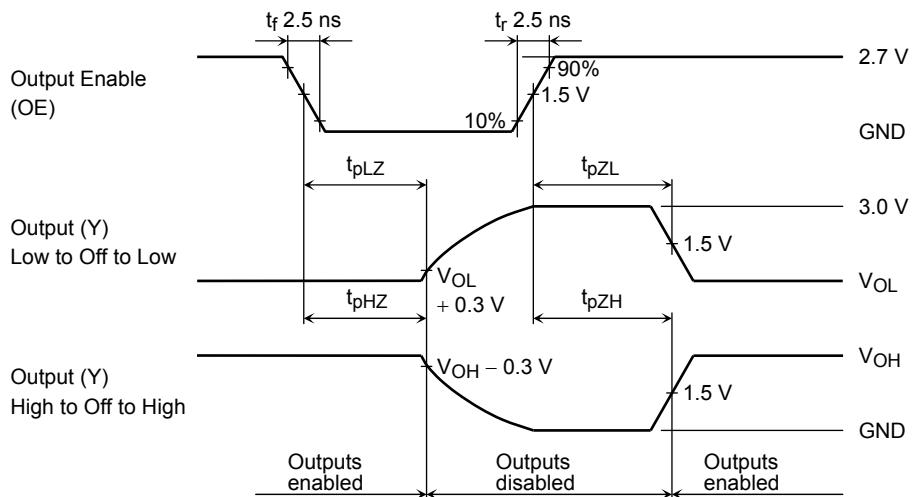 tf 2.5 ns
tr 2.5 ns
2.7 V
Output Enable
(OE)
90%
1.5 V
10%
GND
tpLZ
tpZL
3.0 V
Output (Y)
Low to Off to Low
1.5 V
VOL
+ 0.3 V
VOL
tpHZ
tpZH
VOH
VOH − 0.3 V
Output (Y)
High to Off to High
1.5 V
GND
Outputs
enabled
Outputs
disabled
Outputs
enabled